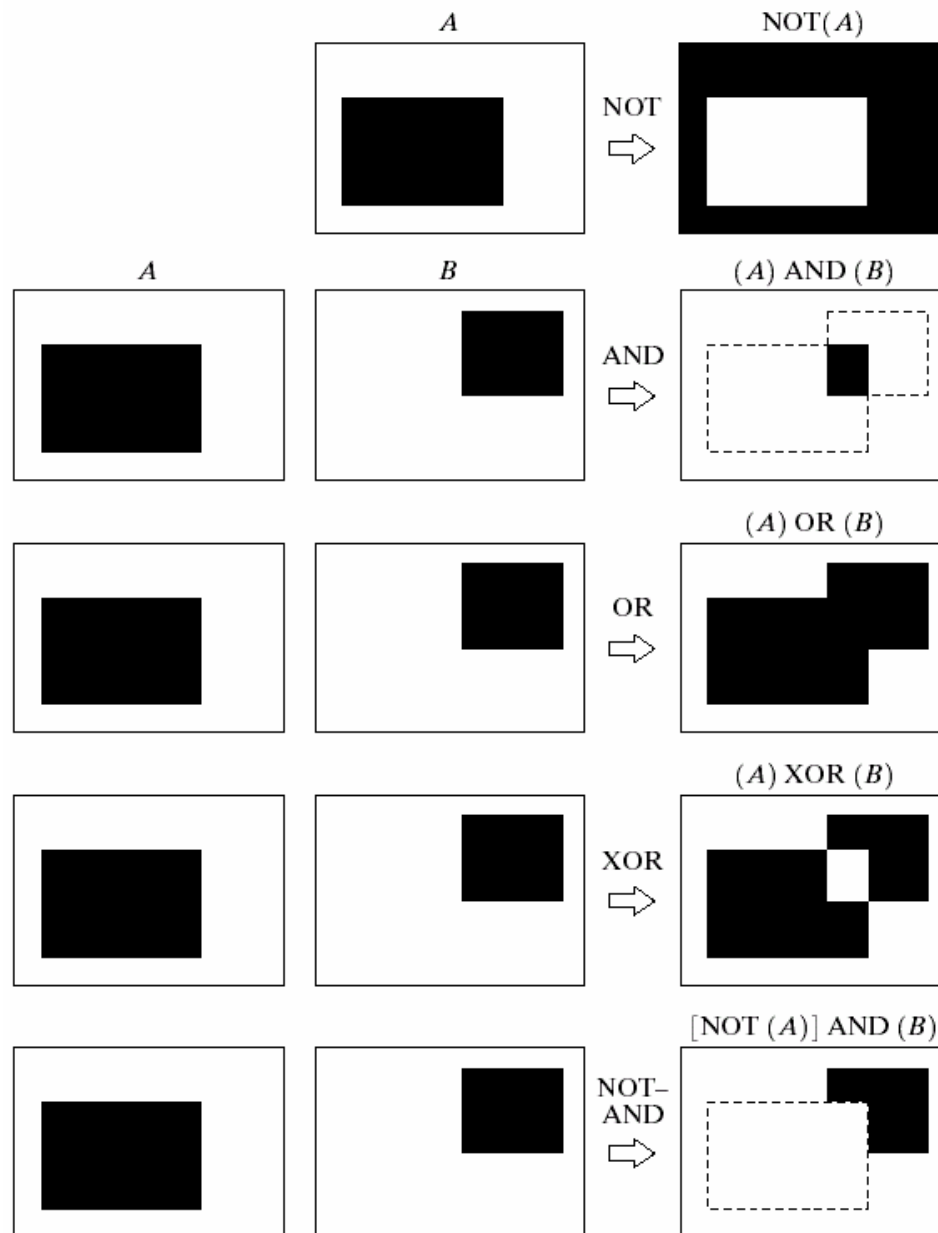 A NOT(A)
NOT
A B (A) AND (B)
AND
(A) OR (B)
OR
(A) XOR (B)
XOR
[NOT (A)] AND (B)
NOT–
AND